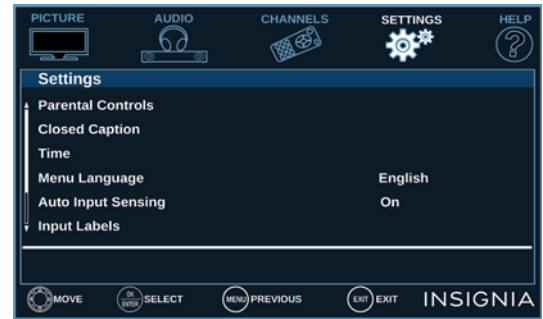 PICTURE AUDIO CHANNELS SETTINGS HELP
?
Settings
Parental Controls
Closed Caption
Time
Menu Language English
Auto Input Sensing On
Input Labels
MOVE OK ENTER SELECT MENU PREVIOUS EXIT EXIT INSIGNIA